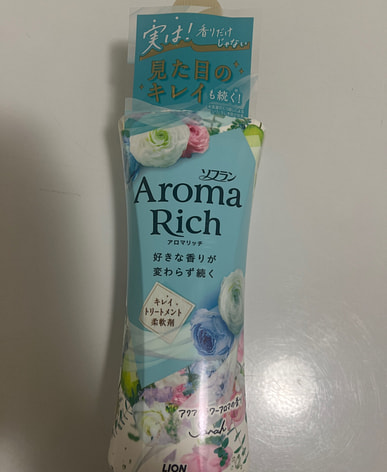 実は!香りだけ
じゃない
見た目の
キレイも続く!
ソフラン
Aroma
Rich
アロマリッチ
好きな香りが
変わらず続く
キレイ
トリートメント
柔軟剤
Sarah
LION